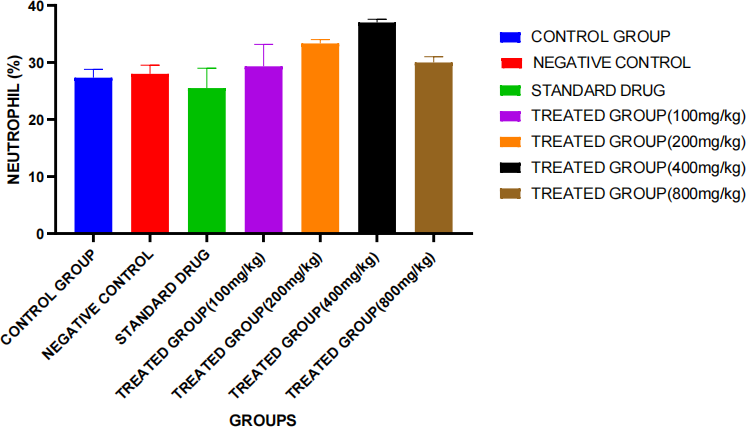 40
30
20
10
0
NEUTROPHIL (%)
CONTROL GROUP
NEGATIVE CONTROL
STANDARD DRUG
TREATED GROUP(100mg/kg)
TREATED GROUP(200mg/kg)
TREATED GROUP(400mg/kg)
TREATED GROUP(800mg/kg)
GROUPS
CONTROL GROUP
NEGATIVE CONTROL
STANDARD DRUG
TREATED GROUP(100mg/kg)
TREATED GROUP(200mg/kg)
TREATED GROUP(400mg/kg)
TREATED GROUP(800mg/kg)